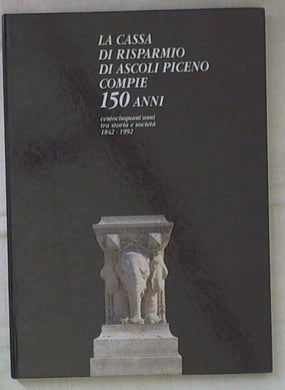 LA CASSA
DI RISPARMIO
DI ASCOLI PICENO
COMPIE
150 ANNI
centocinquant'anni
tra storia e società
1842 - 1992